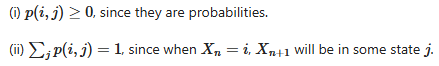 (i) p(i, j) ≥ 0, since they are probabilities.
(ii) ∑ⱼ p(i, j) = 1, since when Xₙ = i, Xₙ₊₁ will be in some state j.